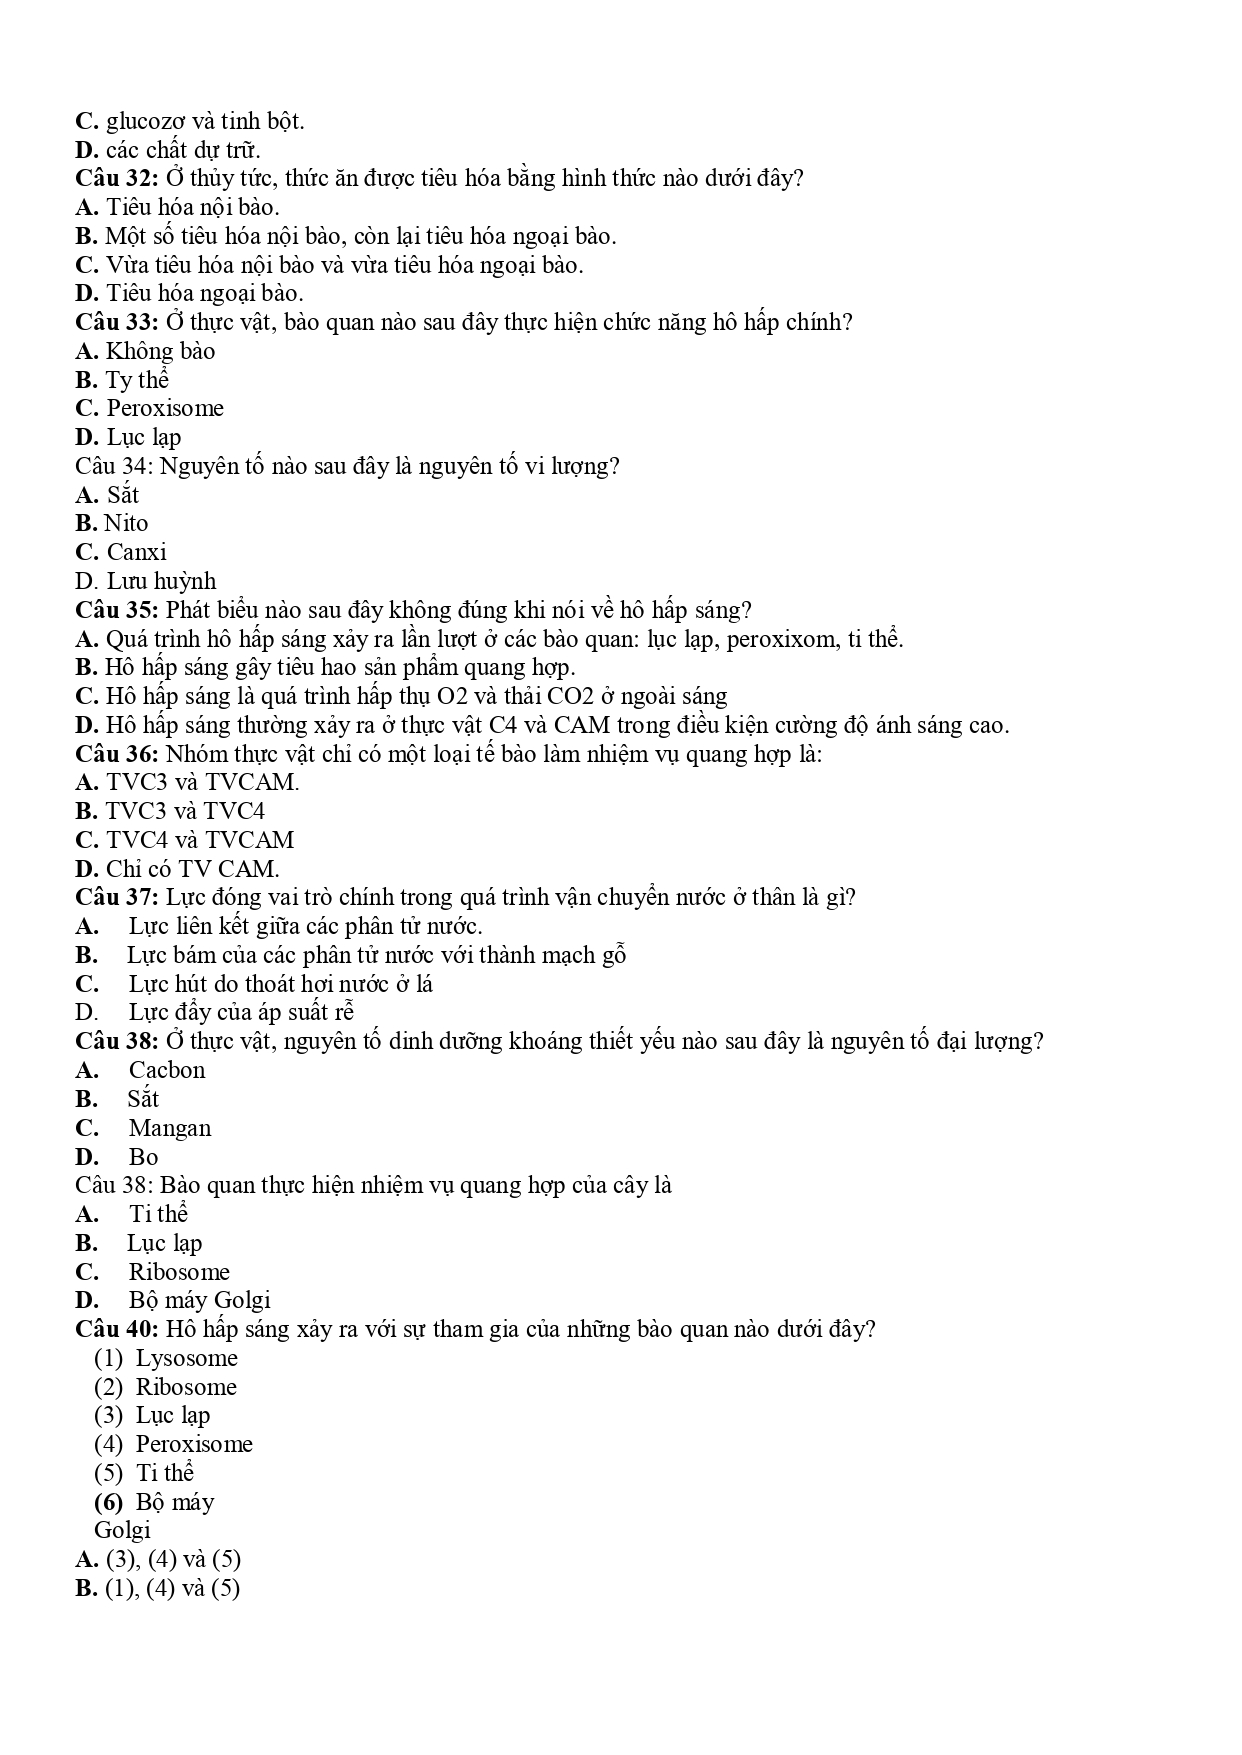 C. glucozơ và tinh bột.
D. các chất dự trữ.
Câu 32: Ở thủy tức, thức ăn được tiêu hóa bằng hình thức nào dưới đây?
A. Tiêu hóa nội bào.
B. Một số tiêu hóa nội bào, còn lại tiêu hóa ngoại bào.
C. Vừa tiêu hóa nội bào và vừa tiêu hóa ngoại bào.
D. Tiêu hóa ngoại bào.
Câu 33: Ở thực vật, bào quan nào sau đây thực hiện chức năng hô hấp chính?
A. Không bào
B. Ty thể
C. Peroxisome
D. Lục lạp
Câu 34: Nguyên tố nào sau đây là nguyên tố vi lượng?
A. Sắt
B. Nito
C. Canxi
D. Lưu huỳnh
Câu 35: Phát biểu nào sau đây không đúng khi nói về hô hấp sáng?
A. Quá trình hô hấp sáng xảy ra lần lượt ở các bào quan: lục lạp, peroxixom, ti thể.
B. Hô hấp sáng gây tiêu hao sản phẩm quang hợp.
C. Hô hấp sáng là quá trình hấp thụ O2 và thải CO2 ở ngoài sáng
D. Hô hấp sáng thường xảy ra ở thực vật C4 và CAM trong điều kiện cường độ ánh sáng cao.
Câu 36: Nhóm thực vật chỉ có một loại tế bào làm nhiệm vụ quang hợp là:
A. TVC3 và TVCAM.
B. TVC3 và TVC4
C. TVC4 và TVCAM
D. Chỉ có TV CAM.
Câu 37: Lực đóng vai trò chính trong quá trình vận chuyển nước ở thân là gì?
A. Lực liên kết giữa các phân tử nước.
B. Lực bám của các phân tử nước với thành mạch gỗ
C. Lực hút do thoát hơi nước ở lá
D. Lực đẩy của áp suất rễ
Câu 38: Ở thực vật, nguyên tố dinh dưỡng khoáng thiết yếu nào sau đây là nguyên tố đại lượng?
A. Cacbon
B. Sắt
C. Mangan
D. Bo
Câu 38: Bào quan thực hiện nhiệm vụ quang hợp của cây là
A. Ti thể
B. Lục lạp
C. Ribosome
D. Bộ máy Golgi
Câu 40: Hô hấp sáng xảy ra với sự tham gia của những bào quan nào dưới đây?
(1) Lysosome
(2) Ribosome
(3) Lục lạp
(4) Peroxisome
(5) Ti thể
(6) Bộ máy
Golgi
A. (3), (4) và (5)
B. (1), (4) và (5)